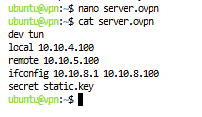 ubuntu@vpn:~$ nano server.ovpn
ubuntu@vpn:~$ cat server.ovpn
dev tun
local 10.10.4.100
remote 10.10.5.100
ifconfig 10.10.8.1 10.10.8.100
secret static.key
ubuntu@vpn:~$